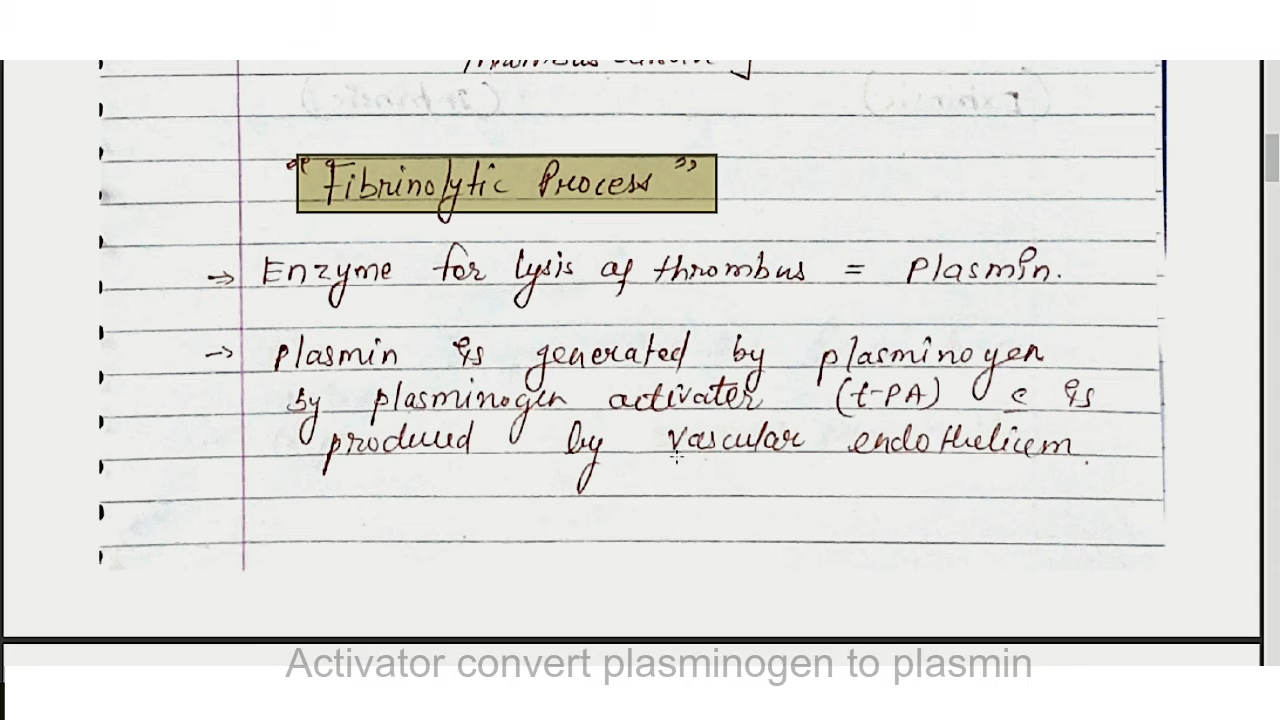 "Fibrinolytic Process"
→ Enzyme for lysis of thrombus = Plasmin.
→ Plasmin is generated by plasminogen
by plasminogen activater (t-PA) c is
produced by vascular endothelium.
Activator convert plasminogen to plasmin